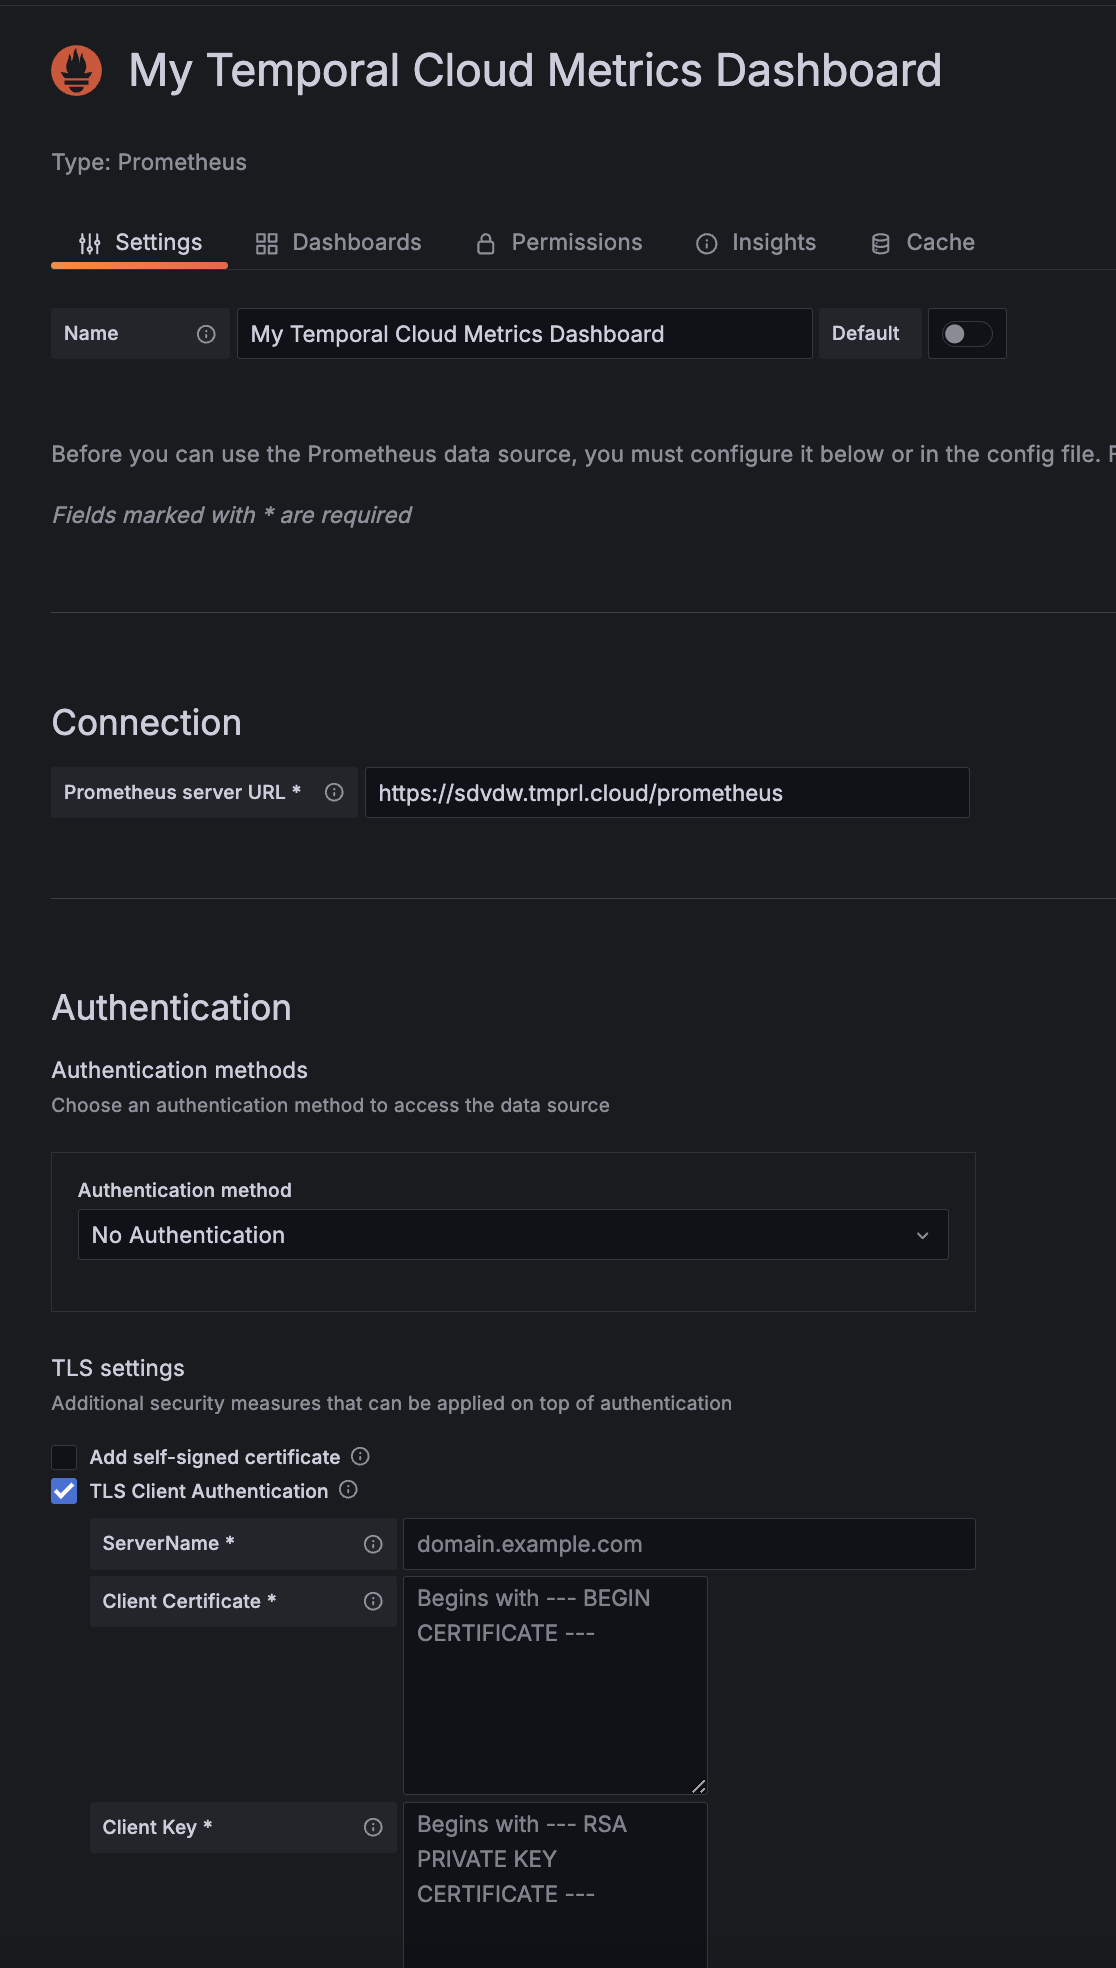 My Temporal Cloud Metrics Dashboard
Type: Prometheus
Settings Dashboards Permissions Insights Cache
Name My Temporal Cloud Metrics Dashboard Default
Before you can use the Prometheus data source, you must configure it below or in the config file. F
Fields marked with * are required
Connection
Prometheus server URL * https://sdvdw.tmprl.cloud/prometheus
Authentication
Authentication methods
Choose an authentication method to access the data source
Authentication method
No Authentication
TLS settings
Additional security measures that can be applied on top of authentication
Add self-signed certificate
TLS Client Authentication
ServerName * domain.example.com
Client Certificate * Begins with --- BEGIN
CERTIFICATE ---
Client Key * Begins with --- RSA
PRIVATE KEY
CERTIFICATE ---